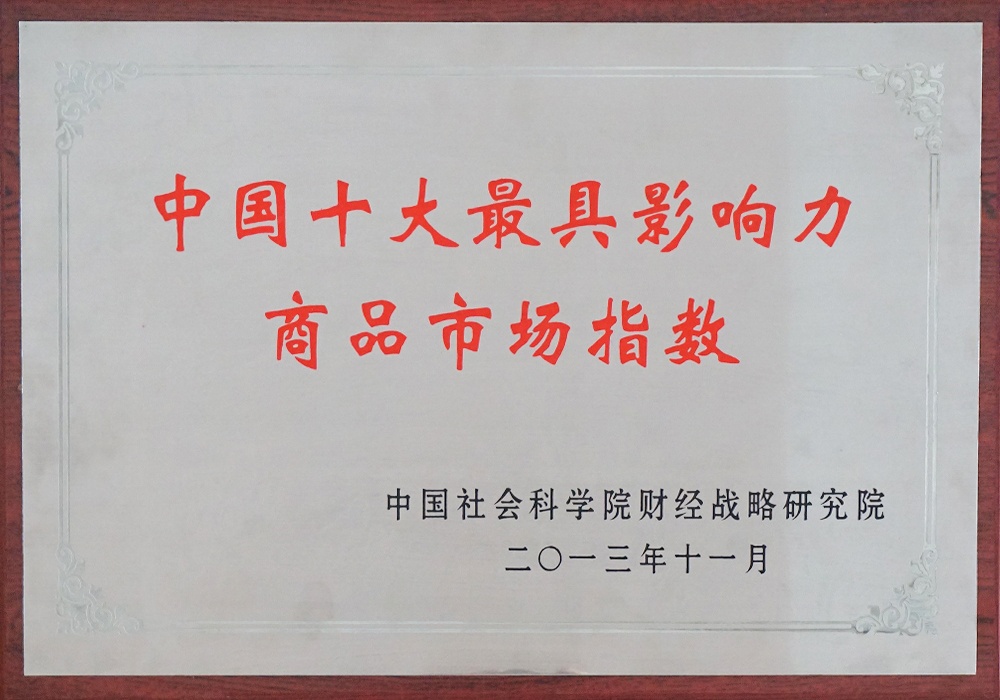 中国十大最具影响力
商品市场指数
中国社会科学院财经战略研究院
二〇一三年十一月